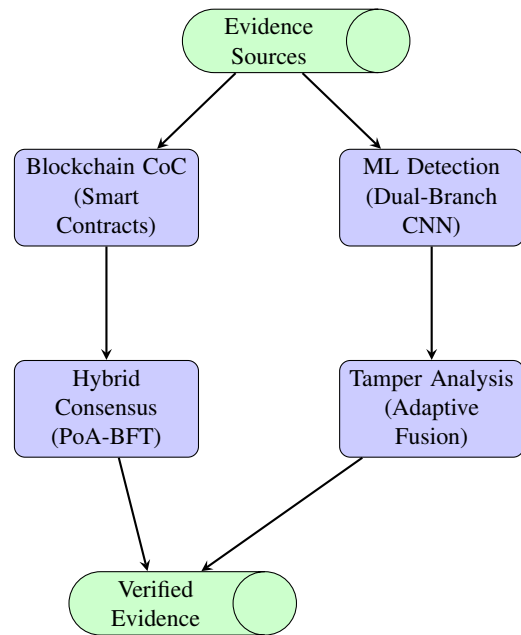 Evidence
Sources
Blockchain CoC
(Smart
Contracts)
ML Detection
(Dual-Branch
CNN)
Hybrid
Consensus
(PoA-BFT)
Tamper Analysis
(Adaptive
Fusion)
Verified
Evidence